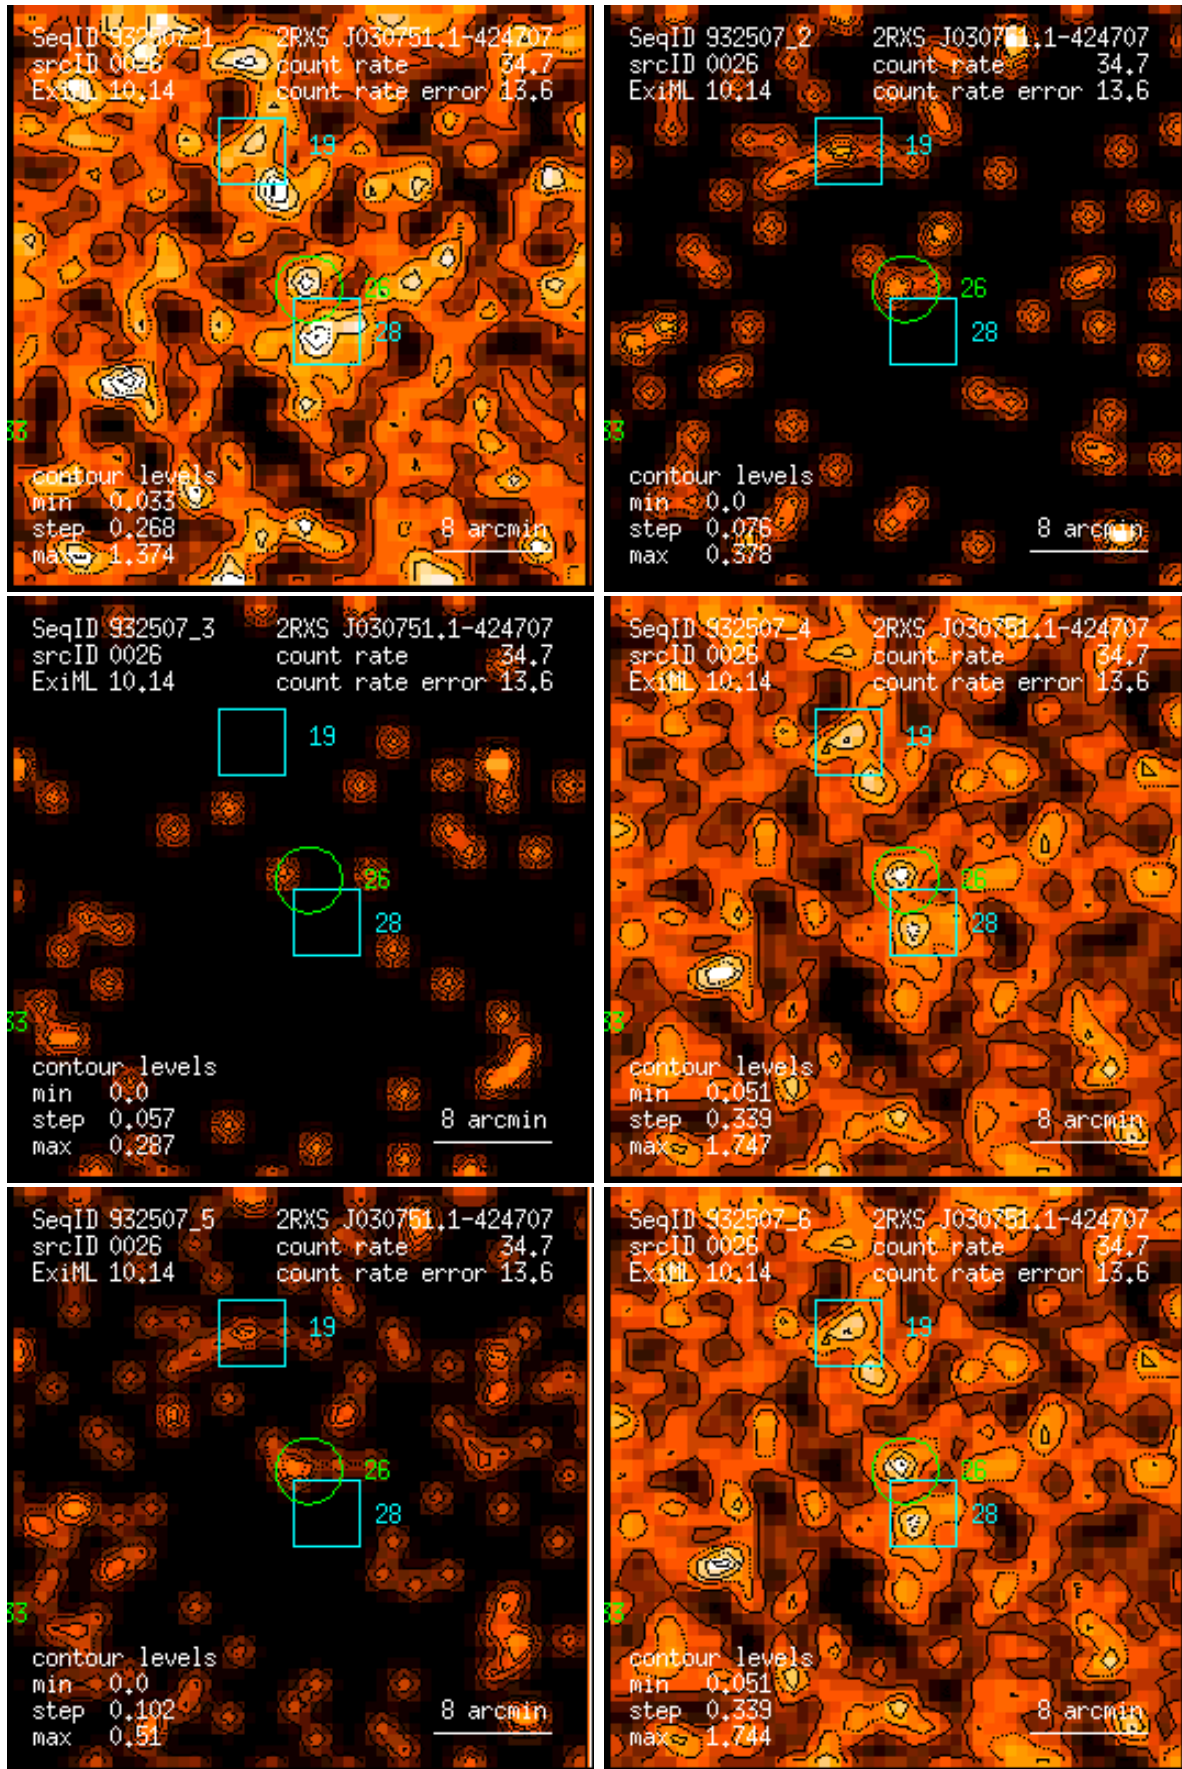 SeqID 932507_1 2RXS J030751.1-424707
srcID 0026 count rate 34.7
ExiML 10.14 count rate error 13.6
19
26
28
33
contour levels
min 0.033
step 0.268 8 arcmin
max 1.374
SeqID 932507_2 2RXS J030751.1-424707
srcID 0026 count rate 34.7
ExiML 10.14 count rate error 13.6
19
26
28
33
contour levels
min 0.0
step 0.076 8 arcmin
max 0.378
SeqID 932507_3 2RXS J030751.1-424707
srcID 0026 count rate 34.7
ExiML 10.14 count rate error 13.6
19
26
28
33
contour levels
min 0.0
step 0.057 8 arcmin
max 0.287
SeqID 932507_4 2RXS J030751.1-424707
srcID 0026 count rate 34.7
ExiML 10.14 count rate error 13.6
19
26
28
33
contour levels
min 0.051
step 0.339 8 arcmin
max 1.747
SeqID 932507_5 2RXS J030751.1-424707
srcID 0026 count rate 34.7
ExiML 10.14 count rate error 13.6
19
26
28
33
contour levels
min 0.0
step 0.102 8 arcmin
max 0.51
SeqID 932507_6 2RXS J030751.1-424707
srcID 0026 count rate 34.7
ExiML 10.14 count rate error 13.6
19
26
28
33
contour levels
min 0.051
step 0.339 8 arcmin
max 1.744